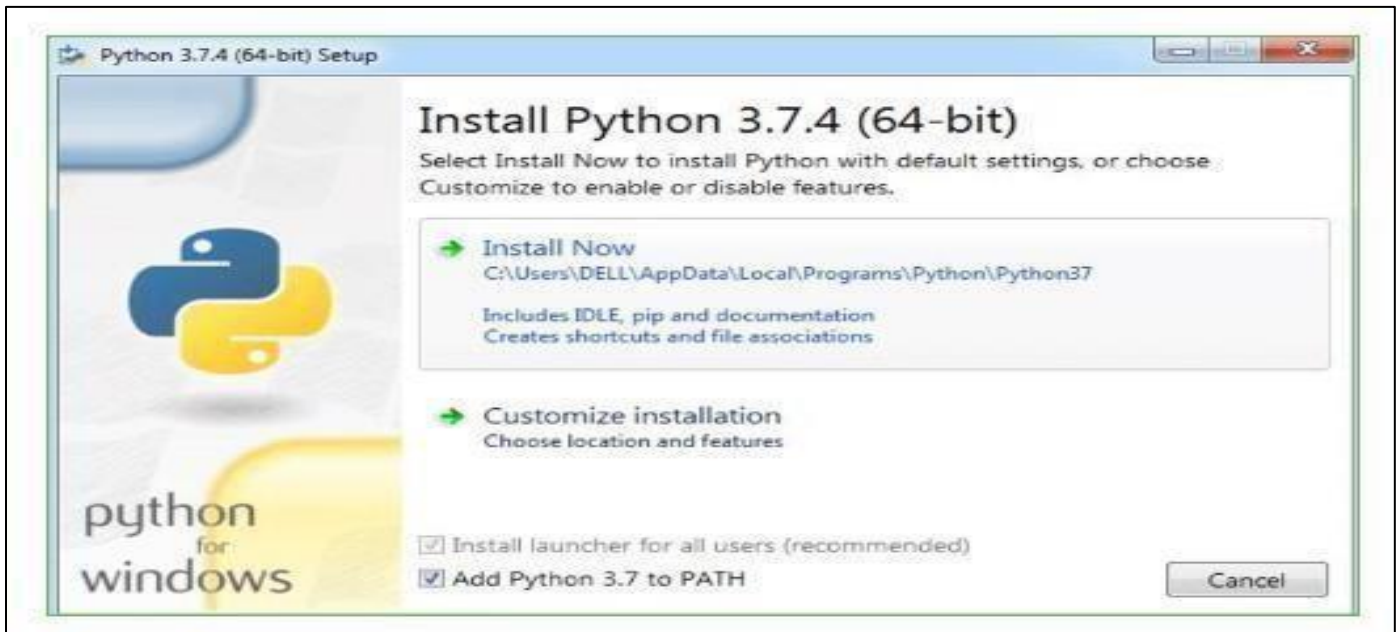 Python 3.7.4 (64-bit) Setup
Install Python 3.7.4 (64-bit)
Select Install Now to install Python with default settings, or choose
Customize to enable or disable features.
Install Now
C:\Users\DELL\AppData\Local\Programs\Python\Python37
Includes IDLE, pip and documentation
Creates shortcuts and file associations
Customize installation
Choose location and features
python
for
windows
Install launcher for all users (recommended)
Add Python 3.7 to PATH
Cancel